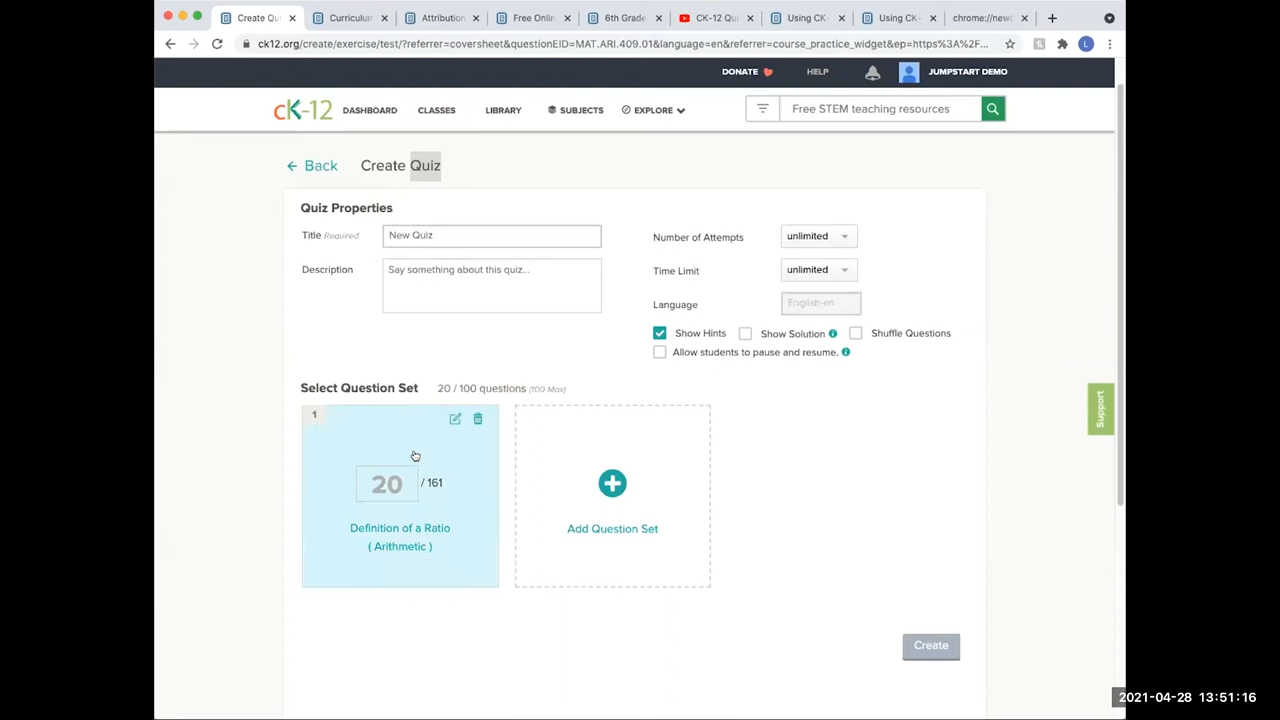 Create Qui
Curriculum
Attribution
Free Onlin
6th Grade
CK-12 Qu
Using CK-
Using CK-
chrome://newt
ck12.org/create/exercise/test/?referrer=coversheet&questionEID=MAT.ARI.409.01&language=en&referrer=course_practice_widget&ep=https%3A%2F...
L
DONATE
HELP
JUMPSTART DEMO
cK-12
DASHBOARD
CLASSES
LIBRARY
SUBJECTS
EXPLORE
Free STEM teaching resources
Back
Create Quiz
Quiz Properties
Title Required
New Quiz
Number of Attempts
unlimited
Description
Say something about this quiz...
Time Limit
unlimited
Language
English-en
Show Hints
Show Solution
Shuffle Questions
Allow students to pause and resume.
Support
Select Question Set
20 / 100 questions (100 Max)
1
20 / 161
Definition of a Ratio
( Arithmetic )
Add Question Set
Create
2021-04-28 13:51:16